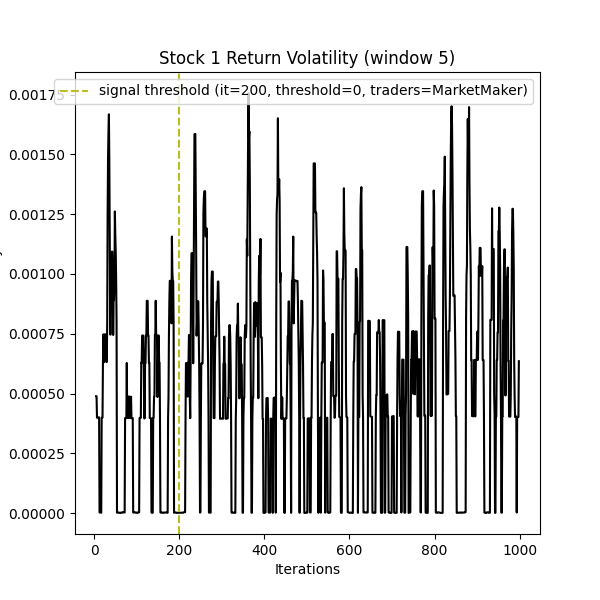 Stock 1 Return Volatility (window 5)
signal threshold (it=200, threshold=0, traders=MarketMaker)
0.00175
0.00150
0.00125
0.00100
0.00075
0.00050
0.00025
0.00000
0 200 400 600 800 1000
Iterations